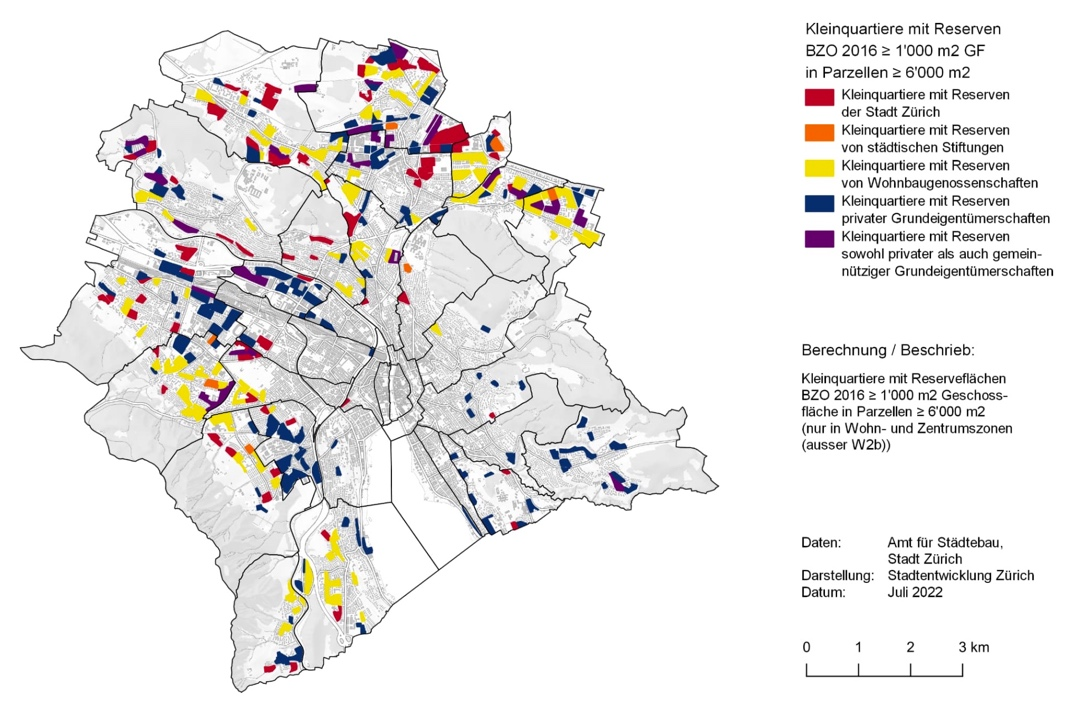 Kleinquartiere mit Reserven
BZO 2016 ≥ 1'000 m2 GF
in Parzellen ≥ 6'000 m2
Kleinquartiere mit Reserven
der Stadt Zürich
Kleinquartiere mit Reserven
von städtischen Stiftungen
Kleinquartiere mit Reserven
von Wohnbaugenossenschaften
Kleinquartiere mit Reserven
privater Grundeigentümerschaften
Kleinquartiere mit Reserven
sowohl privater als auch gemein-
nütziger Grundeigentümerschaften
Berechnung / Beschrieb:
Kleinquartiere mit Reserveflächen
BZO 2016 ≥ 1'000 m2 Geschoss-
fläche in Parzellen ≥ 6'000 m2
(nur in Wohn- und Zentrumszonen
(ausser W2b))
Daten: Amt für Städtebau,
Stadt Zürich
Darstellung: Stadtentwicklung Zürich
Datum: Juli 2022
0 1 2 3 km